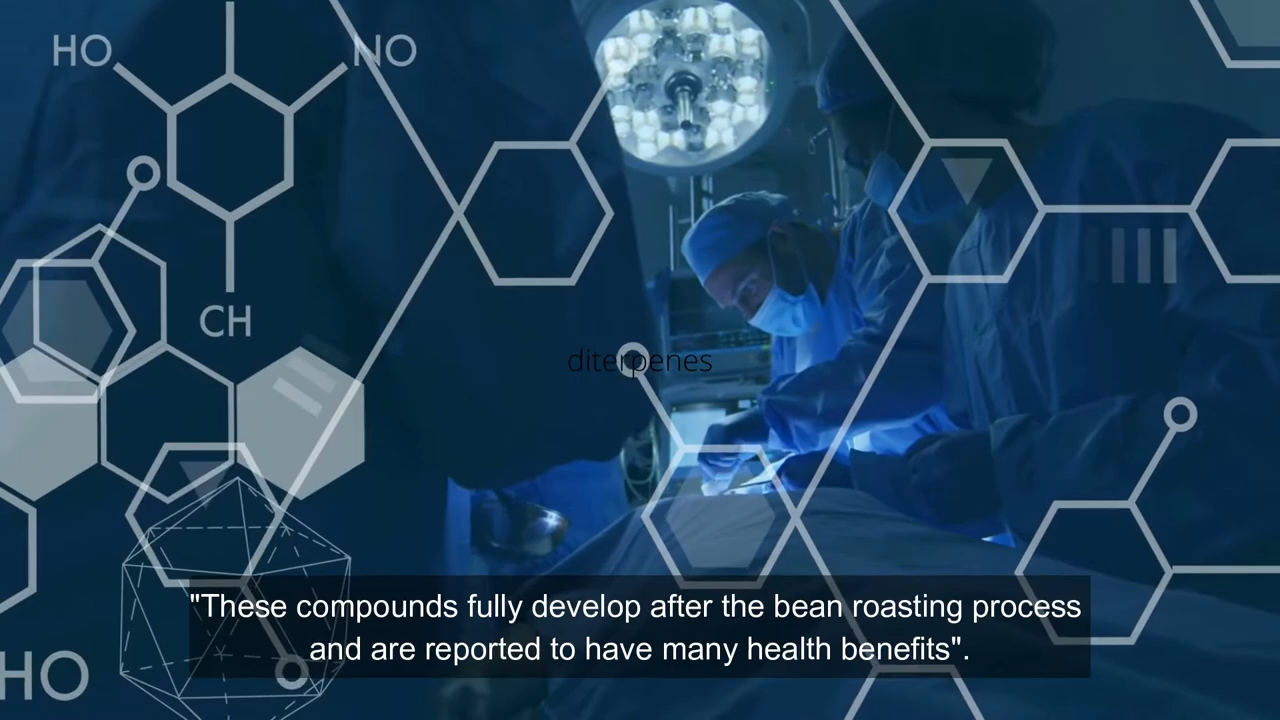 HO
NO
CH
diterpenes
"These compounds fully develop after the bean roasting process
and are reported to have many health benefits".
HO